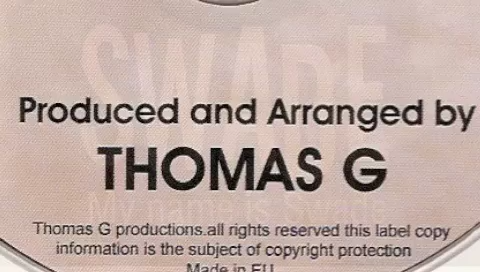 SWADE
Produced and Arranged by
THOMAS G
My name is
Thomas G productions.all rights reserved this label copy
information is the subject of copyright protection
Made in EU